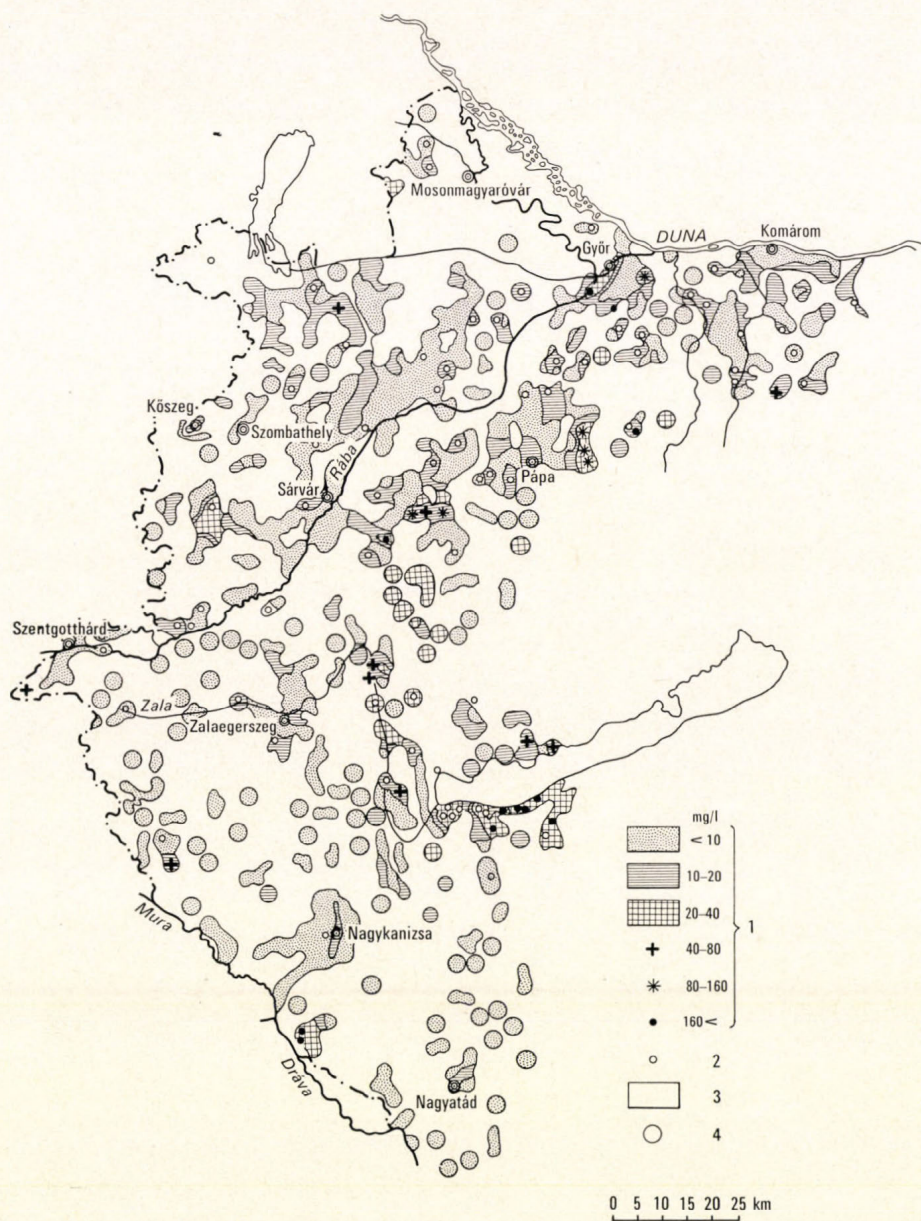 Mosonmagyaróvár
Győr
DUNA
Komárom
Kőszeg
Szombathely
Rába
Sárvár
Pápa
Szentgotthárd
Zala
Zalaegerszeg
Mura
Nagykanizsa
Dráva
Nagyatád
mg/l
< 10
10–20
20–40
40–80
80–160
160 <
1
2
3
4
0 5 10 15 20 25 km